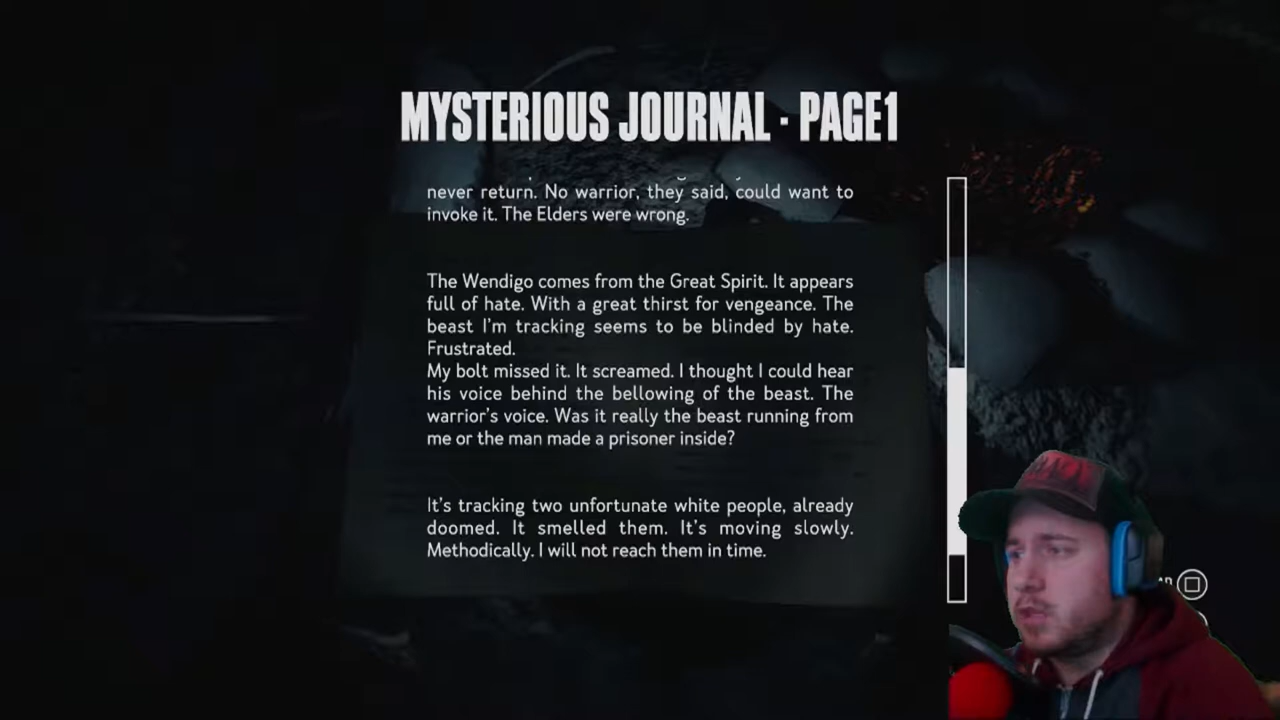 MYSTERIOUS JOURNAL · PAGE1
never return. No warrior, they said, could want to
invoke it. The Elders were wrong.
The Wendigo comes from the Great Spirit. It appears
full of hate. With a great thirst for vengeance. The
beast I'm tracking seems to be blinded by hate.
Frustrated.
My bolt missed it. It screamed. I thought I could hear
his voice behind the bellowing of the beast. The
warrior's voice. Was it really the beast running from
me or the man made a prisoner inside?
It's tracking two unfortunate white people, already
doomed. It smelled them. It's moving slowly.
Methodically. I will not reach them in time.